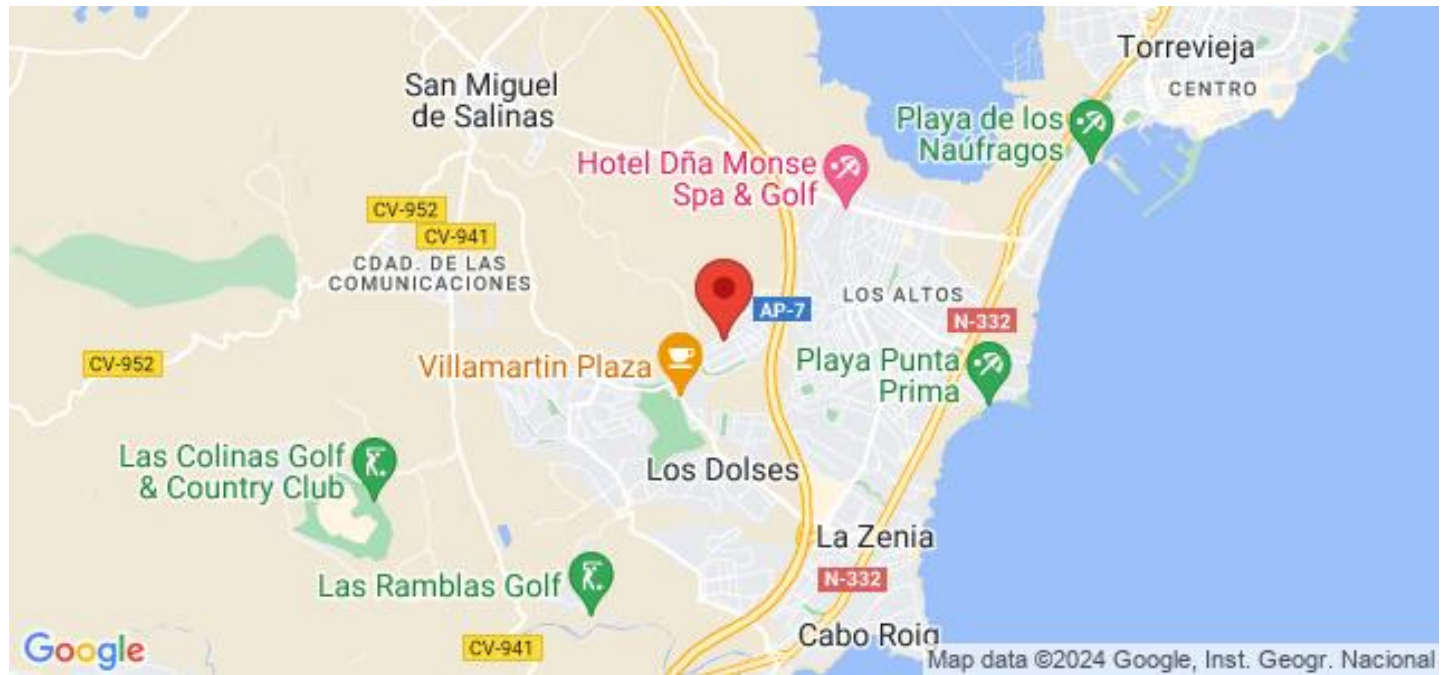 Torrevieja
CENTRO
San Miguel
de Salinas
Playa de los
Naúfragos
Hotel Dña Monse
Spa & Golf
CV-952
CV-941
CDAD. DE LAS
COMUNICACIONES
LOS ALTOS
AP-7
N-332
CV-952
Villamartin Plaza
Playa Punta
Prima
Las Colinas Golf
& Country Club
Los Dolses
La Zenia
N-332
Las Ramblas Golf
Cabo Roig
CV-941
Google
Map data ©2024 Google, Inst. Geogr. Nacional